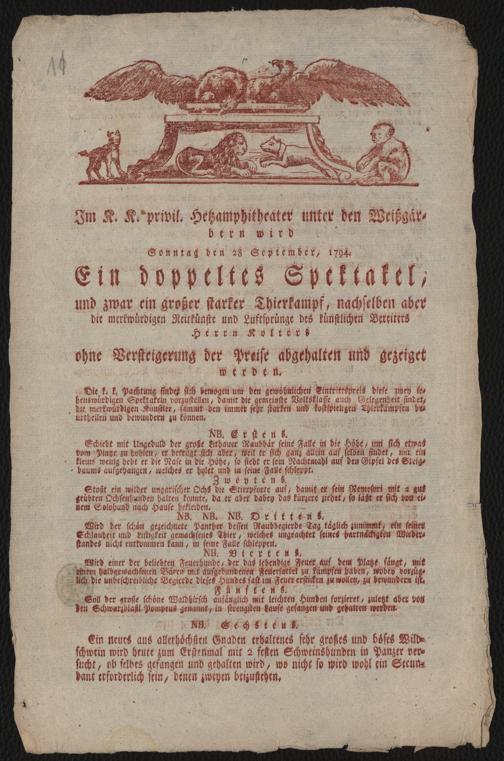 10
Im K. K. privil. Hetzamphitheater unter den Weißgär-
bern wird
Sonntag den 28 September, 1794.
Ein doppeltes Spektakel,
und zwar ein großer starker Thierkampf, nachselben aber
die merkwürdigen Reitkünste und Luftsprünge des künstlichen Bereiters
Herrn Kolters
ohne Versteigerung der Preise abgehalten und gezeiget
werden.
Die k. k. Pachtung findet sich bewogen um den gewöhnlichen Eintrittspreis diese zwey se-
henswürdigen Spektakeln vorzustellen, damit die gemeinste Volksklasse auch Gelegenheit findet,
die merkwürdigen Künstler, sammt den immer sehr starken und kostspieligen Thierkämpfen be-
urtheilen und bewundern zu können.
NB. Erstens.
Schiebt mit Ungeduld der große Lithauer Raubbär seine Falle in die Höhe, um sich etwas
vom Pintz zu hohlen, er betrügt sich aber, weil er sich ganz allein auf selben findet, nur ein
klein wenig hebt er die Nase in die Höhe, so sieht er sein Nachtmahl auf den Gipfel des Steig-
baums aufgehangen, welches er holet und in seine Falle schleppt.
Zweytens.
Stoßt ein wilder ungarischer Ochs die Stierpforte auf, damit er sein Remesori mit 2 gut
geübten Ochsenhunden halten konnte, da er aber dabey das kürzere ziehet, so läßt er sich von ei-
nem Solohund nach Hause bekleiden.
NB. NB. NB. Drittens.
Wird der schön gezeichnete Panther dessen Raubbegierde Tag täglich zunimmt, ein seiner
Schlauheit und Listigkeit gewachsenes Thier, welches ungeachtet seines hartnäckigsten Wieder-
standes nicht entkommen kann, in seine Falle schleppen.
NB. Viertens.
Wird einer der beliebten Feuerhunde, der das lebendige Feuer auf dem Platze fängt, mit
einem halbgewachsenen Bären mit aufgebundenen Feuersattel zu kämpfen haben, wobey vorzüg-
lich die unbeschreibliche Begierde dieses Hundes fast im Feuer ersticken zu wollen, zu bewundern ist.
Fünftens.
Soll der große schöne Waldhirsch anfänglich mit leichten Hunden forzieret, zuletzt aber von
den Schwarzblaßl Pompeus genannt, in strengsten Laufe gefangen und gehalten werden.
NB. Sechstens.
Ein neues aus allerhöchsten Gnaden erhaltenes sehr großes und böses Wild-
schwein wird heute zum Erstenmal mit 2 festen Schweinshunden in Panzer ver-
sucht, ob selbes gefangen und gehalten wird, wo nicht so wird wohl ein Secun-
dant erforderlich sein, denen zweyen beizustehen.